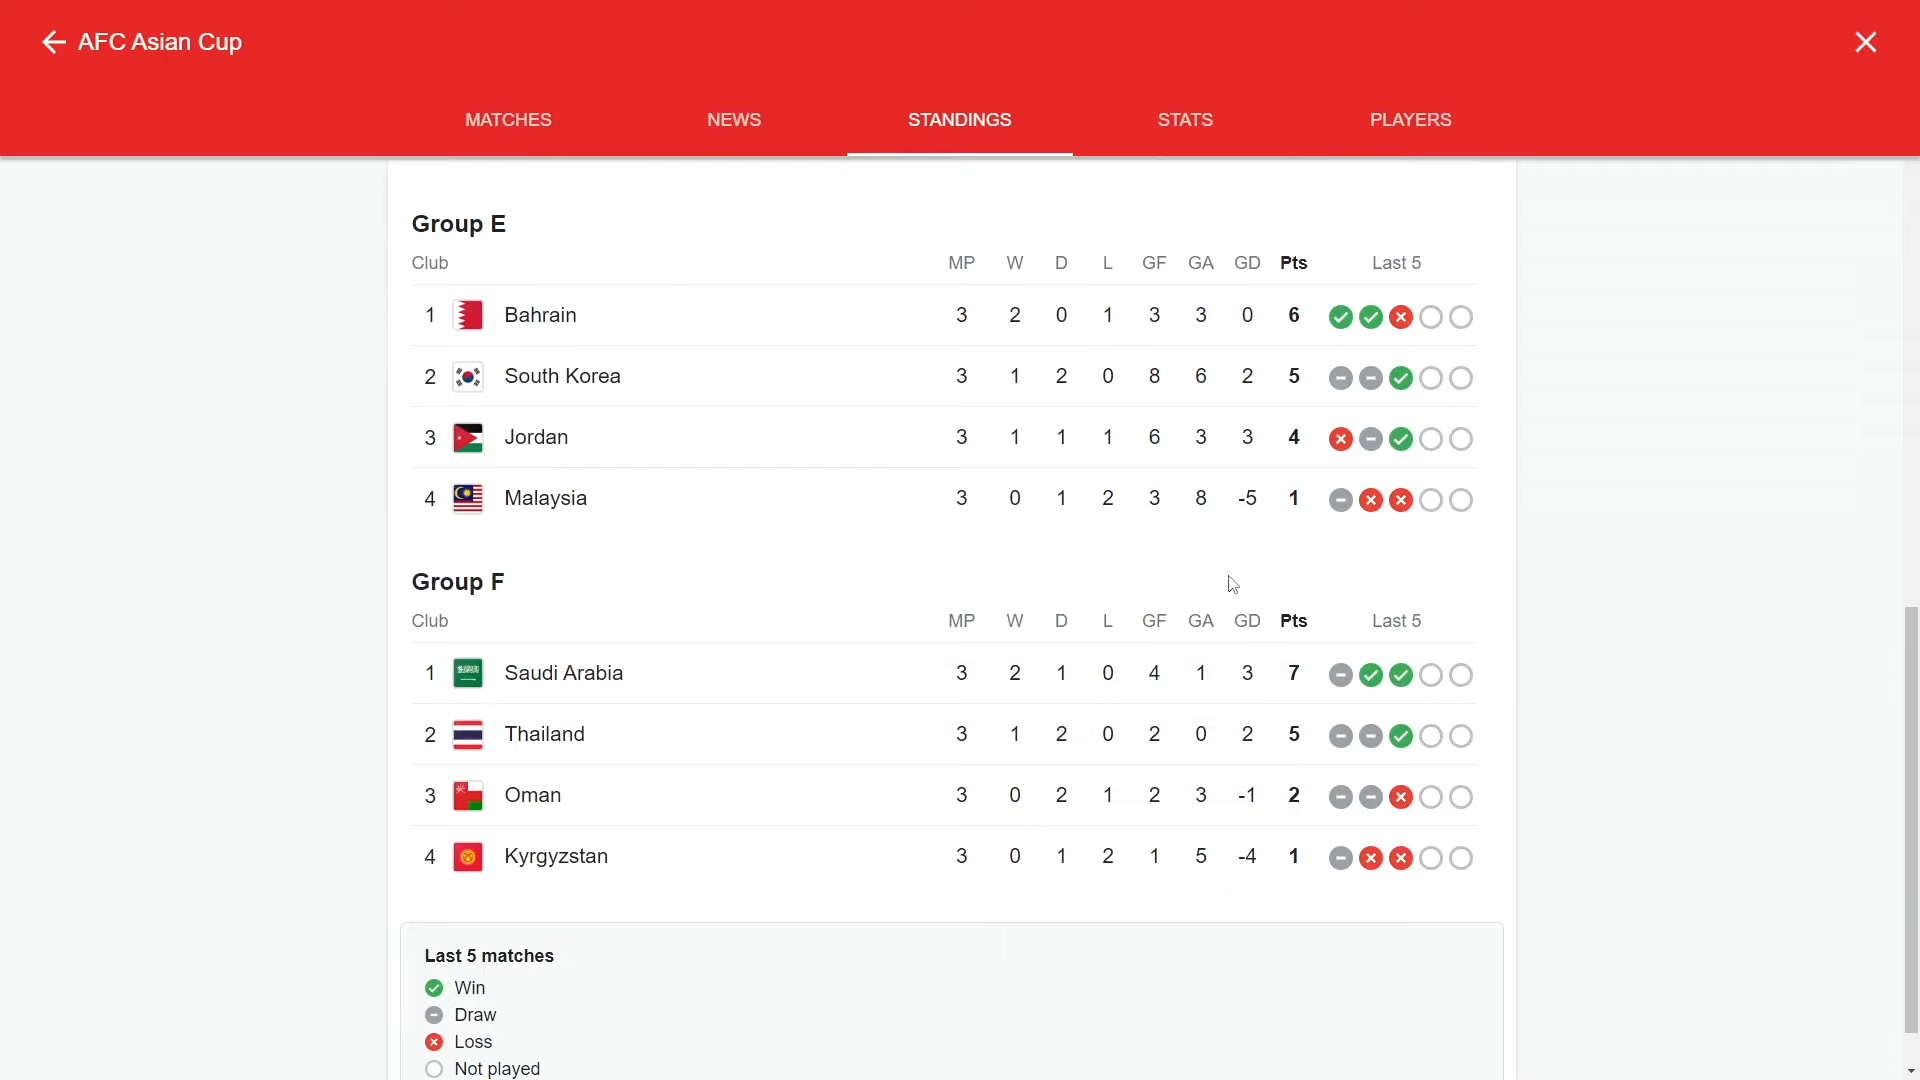 AFC Asian Cup
MATCHES NEWS STANDINGS STATS PLAYERS
Group E
Club MP W D L GF GA GD Pts Last 5
1 Bahrain 3 2 0 1 3 3 0 6
2 South Korea 3 1 2 0 8 6 2 5
3 Jordan 3 1 1 1 6 3 3 4
4 Malaysia 3 0 1 2 3 8 -5 1
Group F
Club MP W D L GF GA GD Pts Last 5
1 Saudi Arabia 3 2 1 0 4 1 3 7
2 Thailand 3 1 2 0 2 0 2 5
3 Oman 3 0 2 1 2 3 -1 2
4 Kyrgyzstan 3 0 1 2 1 5 -4 1
Last 5 matches
Win
Draw
Loss
Not played